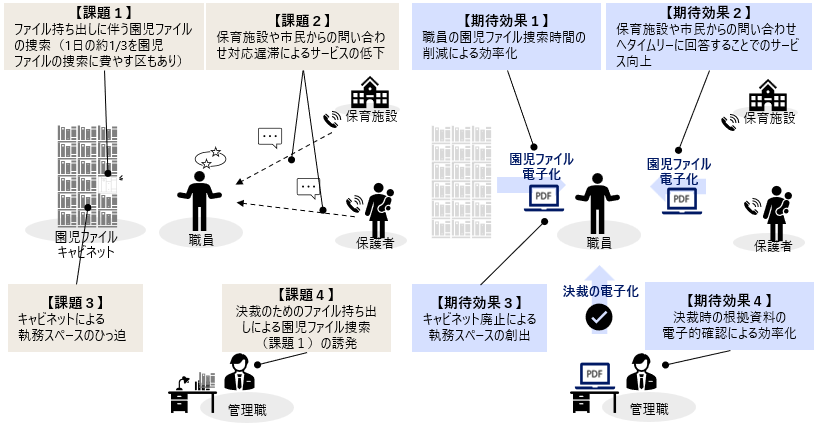 【課題１】
ファイル持ち出しに伴う園児ファイル
の捜索（1日の約1/3を園児
ファイルの捜索に費やす区もあり）
【課題２】
保育施設や市民からの問い合わ
せ対応遅滞によるサービスの低下
保育施設
職員
保護者
園児ファイル
キャビネット
【課題３】
キャビネットによる
執務スペースのひっ迫
【課題４】
決裁のためのファイル持ち出
しによる園児ファイル捜索
（課題１）の誘発
管理職
【期待効果１】
職員の園児ファイル捜索時間の
削減による効率化
【期待効果２】
保育施設や市民からの問い合わせ
へタイムリーに回答することでのサービ
ス向上
保育施設
園児ファイル
電子化
PDF
園児ファイル
電子化
PDF
職員
保護者
【期待効果３】
キャビネット廃止による
執務スペースの創出
決裁の電子化
【期待効果４】
決裁時の根拠資料の
電子的確認による効率化
PDF
管理職